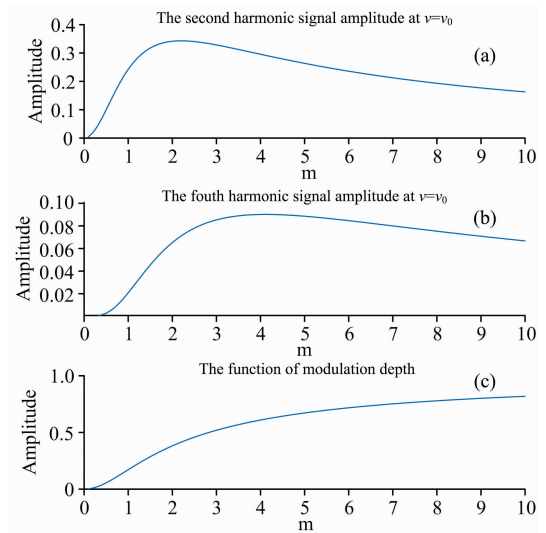 The second harmonic signal amplitude at v=v₀
(a)
Amplitude
0.4
0.3
0.2
0.1
0
0 1 2 3 4 5 6 7 8 9 10
m
The fourth harmonic signal amplitude at v=v₀
(b)
Amplitude
0.10
0.08
0.06
0.04
0.02
0 1 2 3 4 5 6 7 8 9 10
m
The function of modulation depth
(c)
Amplitude
1.0
0.5
0
0 1 2 3 4 5 6 7 8 9 10
m